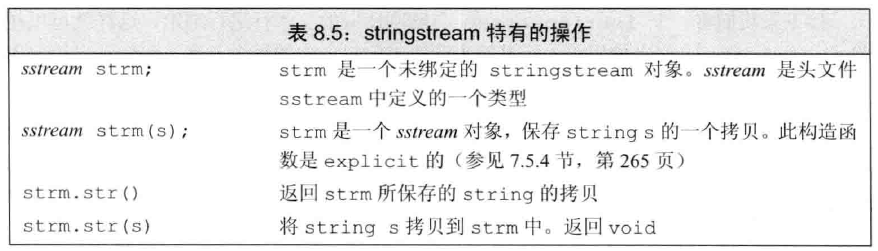 表 8.5：stringstream 特有的操作
sstream strm; strm 是一个未绑定的 stringstream 对象。sstream 是头文件
sstream 中定义的一个类型
sstream strm(s); strm 是一个 sstream 对象，保存 string s 的一个拷贝。此构造函
数是 explicit 的（参见 7.5.4 节，第 265 页）
strm.str() 返回 strm 所保存的 string 的拷贝
strm.str(s) 将 string s 拷贝到 strm 中。返回 void